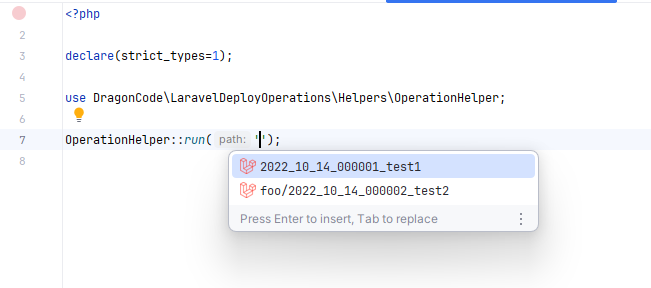 <?php
2
3 declare(strict_types=1);
4
5 use DragonCode\LaravelDeployOperations\Helpers\OperationHelper;
6
7 OperationHelper::run( path: '');
8
2022_10_14_000001_test1
foo/2022_10_14_000002_test2
Press Enter to insert, Tab to replace